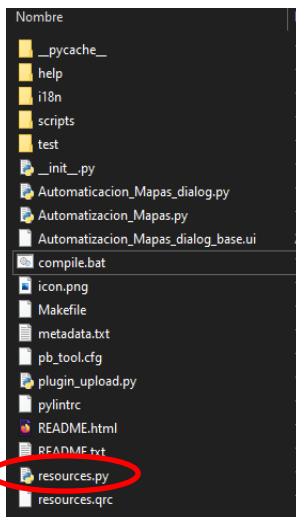 Nombre
__pycache__
help
i18n
scripts
test
__init__.py
Automaticacion_Mapas_dialog.py
Automatizacion_Mapas.py
Automatizacion_Mapas_dialog_base.ui
compile.bat
icon.png
Makefile
metadata.txt
pb_tool.cfg
plugin_upload.py
pylintrc
README.html
README.txt
resources.py
resources.qrc